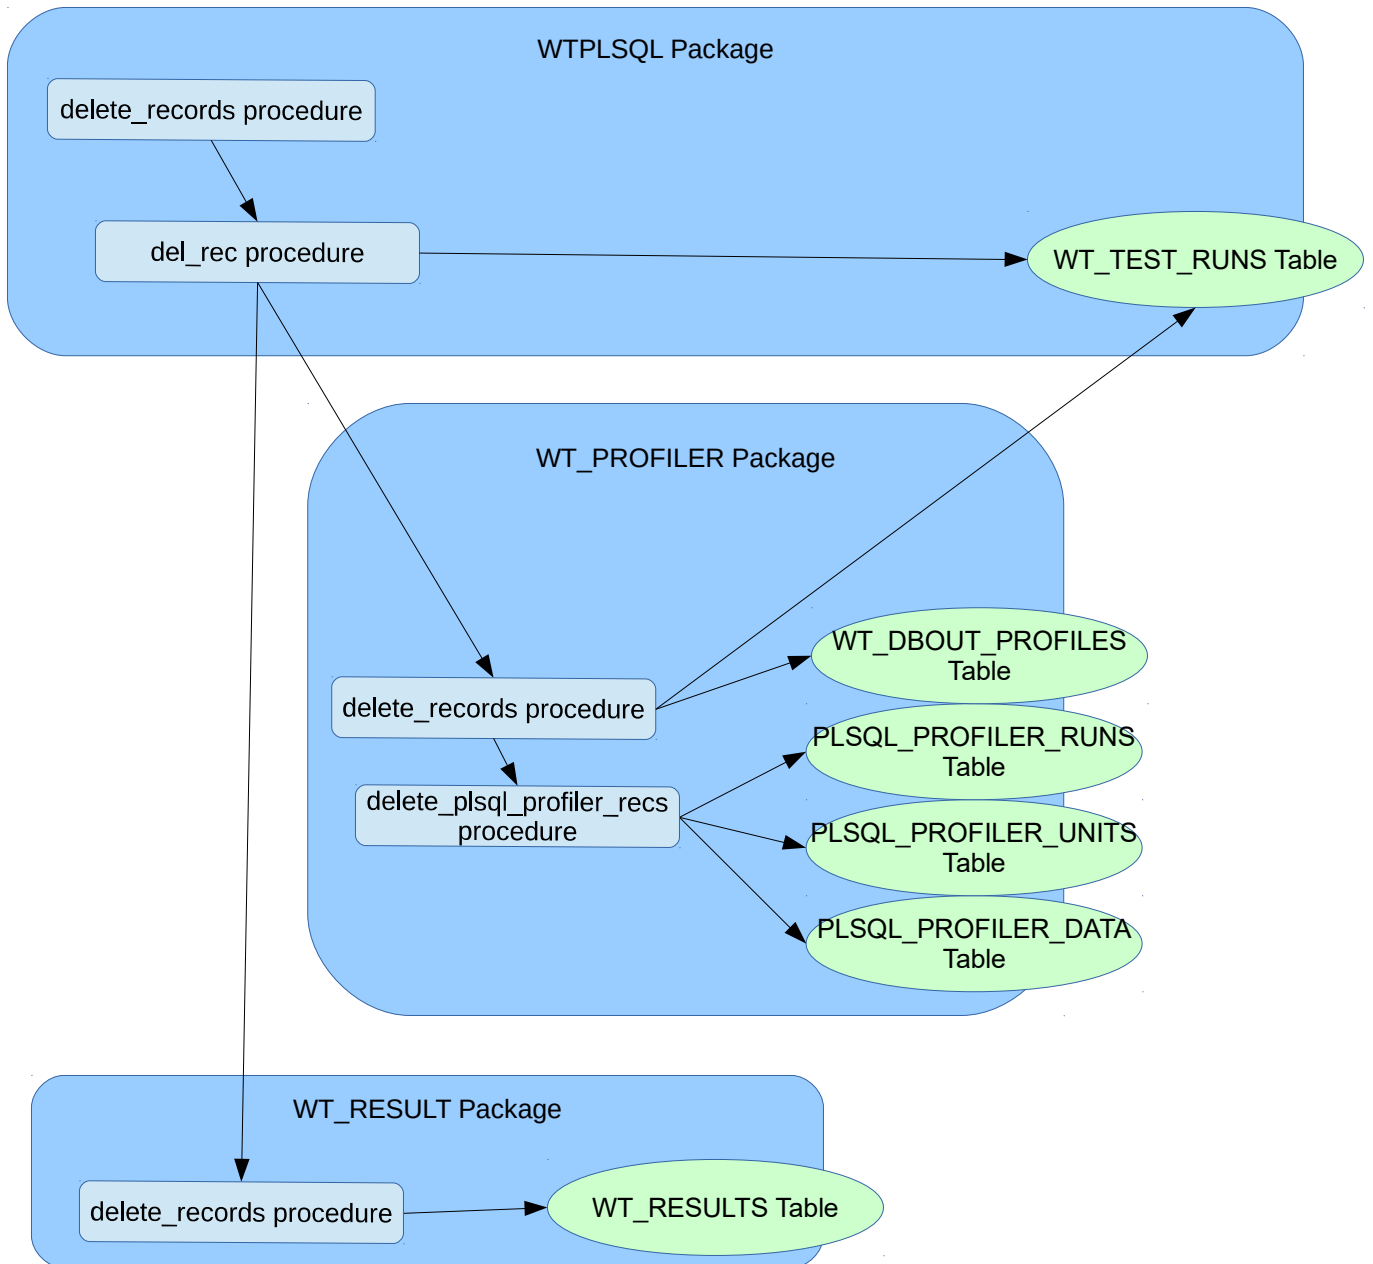 WTPLSQL Package
delete_records procedure
del_rec procedure
WT_TEST_RUNS Table
WT_PROFILER Package
WT_DBOUT_PROFILES
Table
delete_records procedure
PLSQL_PROFILER_RUNS
Table
delete_plsql_profiler_recs
procedure
PLSQL_PROFILER_UNITS
Table
PLSQL_PROFILER_DATA
Table
WT_RESULT Package
delete_records procedure
WT_RESULTS Table